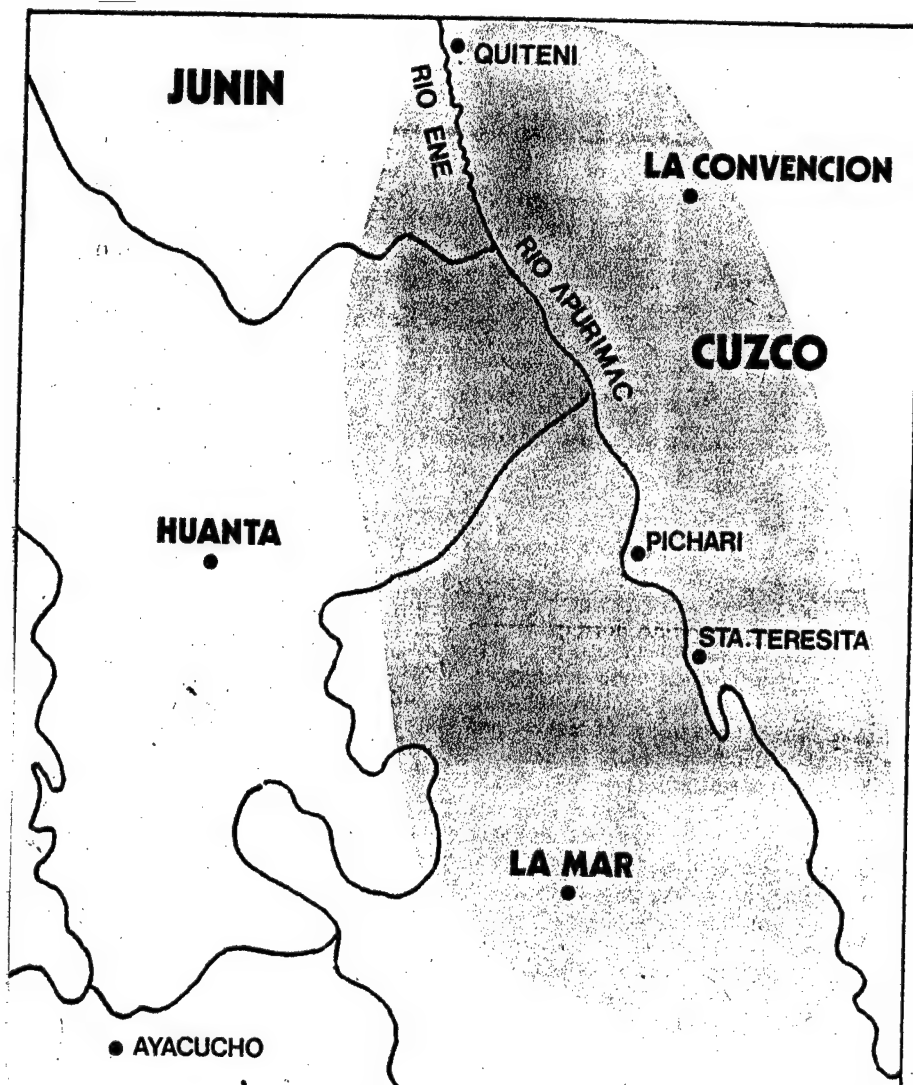 QUITENI
JUNIN
RIO ENE
LA CONVENCION
RIO APURIMAC
CUZCO
HUANTA
PICHARI
STA. TERESITA
LA MAR
AYACUCHO